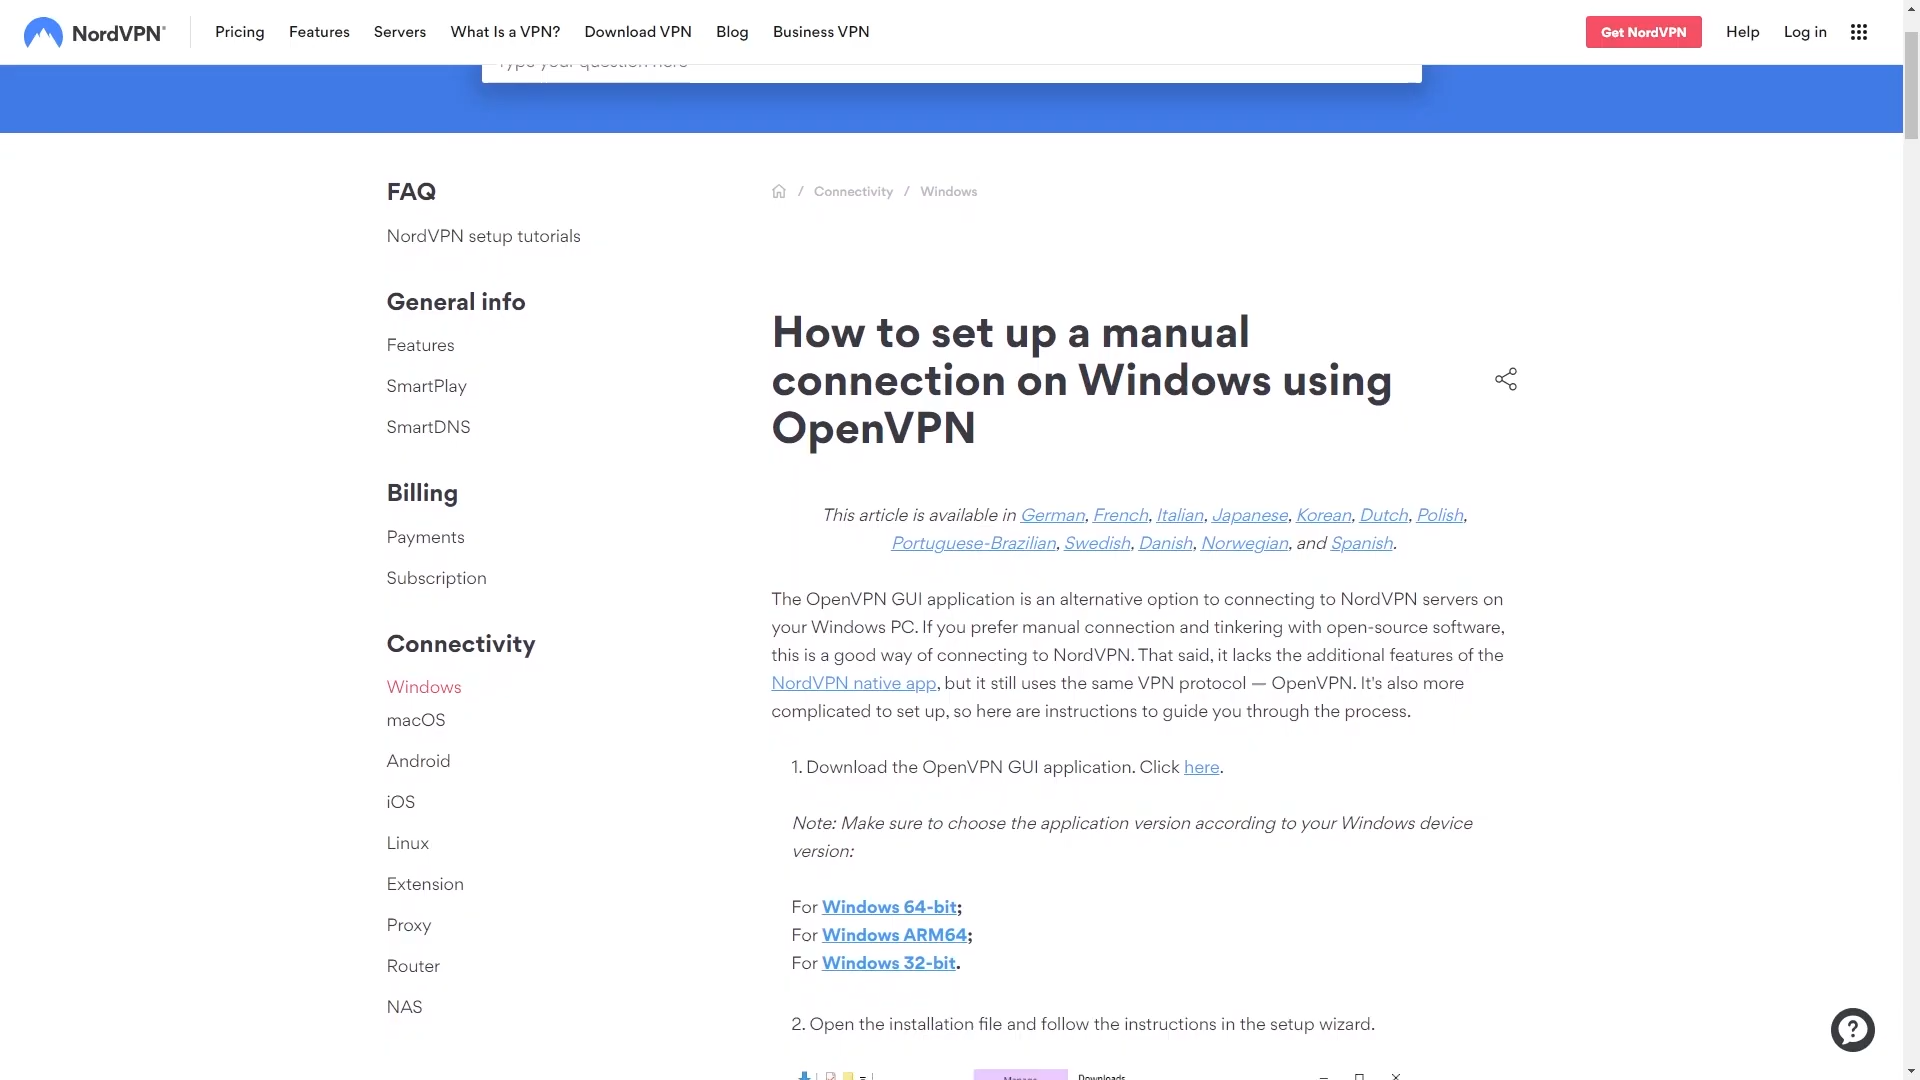 NordVPN®
Pricing
Features
Servers
What Is a VPN?
Download VPN
Blog
Business VPN
Get NordVPN
Help
Log in
Type your question here
FAQ
NordVPN setup tutorials
General info
Features
SmartPlay
SmartDNS
Billing
Payments
Subscription
Connectivity
Windows
macOS
Android
iOS
Linux
Extension
Proxy
Router
NAS
/ Connectivity / Windows
How to set up a manual
connection on Windows using
OpenVPN
This article is available in German, French, Italian, Japanese, Korean, Dutch, Polish,
Portuguese-Brazilian, Swedish, Danish, Norwegian, and Spanish.
The OpenVPN GUI application is an alternative option to connecting to NordVPN servers on
your Windows PC. If you prefer manual connection and tinkering with open-source software,
this is a good way of connecting to NordVPN. That said, it lacks the additional features of the
NordVPN native app, but it still uses the same VPN protocol — OpenVPN. It's also more
complicated to set up, so here are instructions to guide you through the process.
1. Download the OpenVPN GUI application. Click here.
Note: Make sure to choose the application version according to your Windows device
version:
For Windows 64-bit;
For Windows ARM64;
For Windows 32-bit.
2. Open the installation file and follow the instructions in the setup wizard.
Manage
Downloads